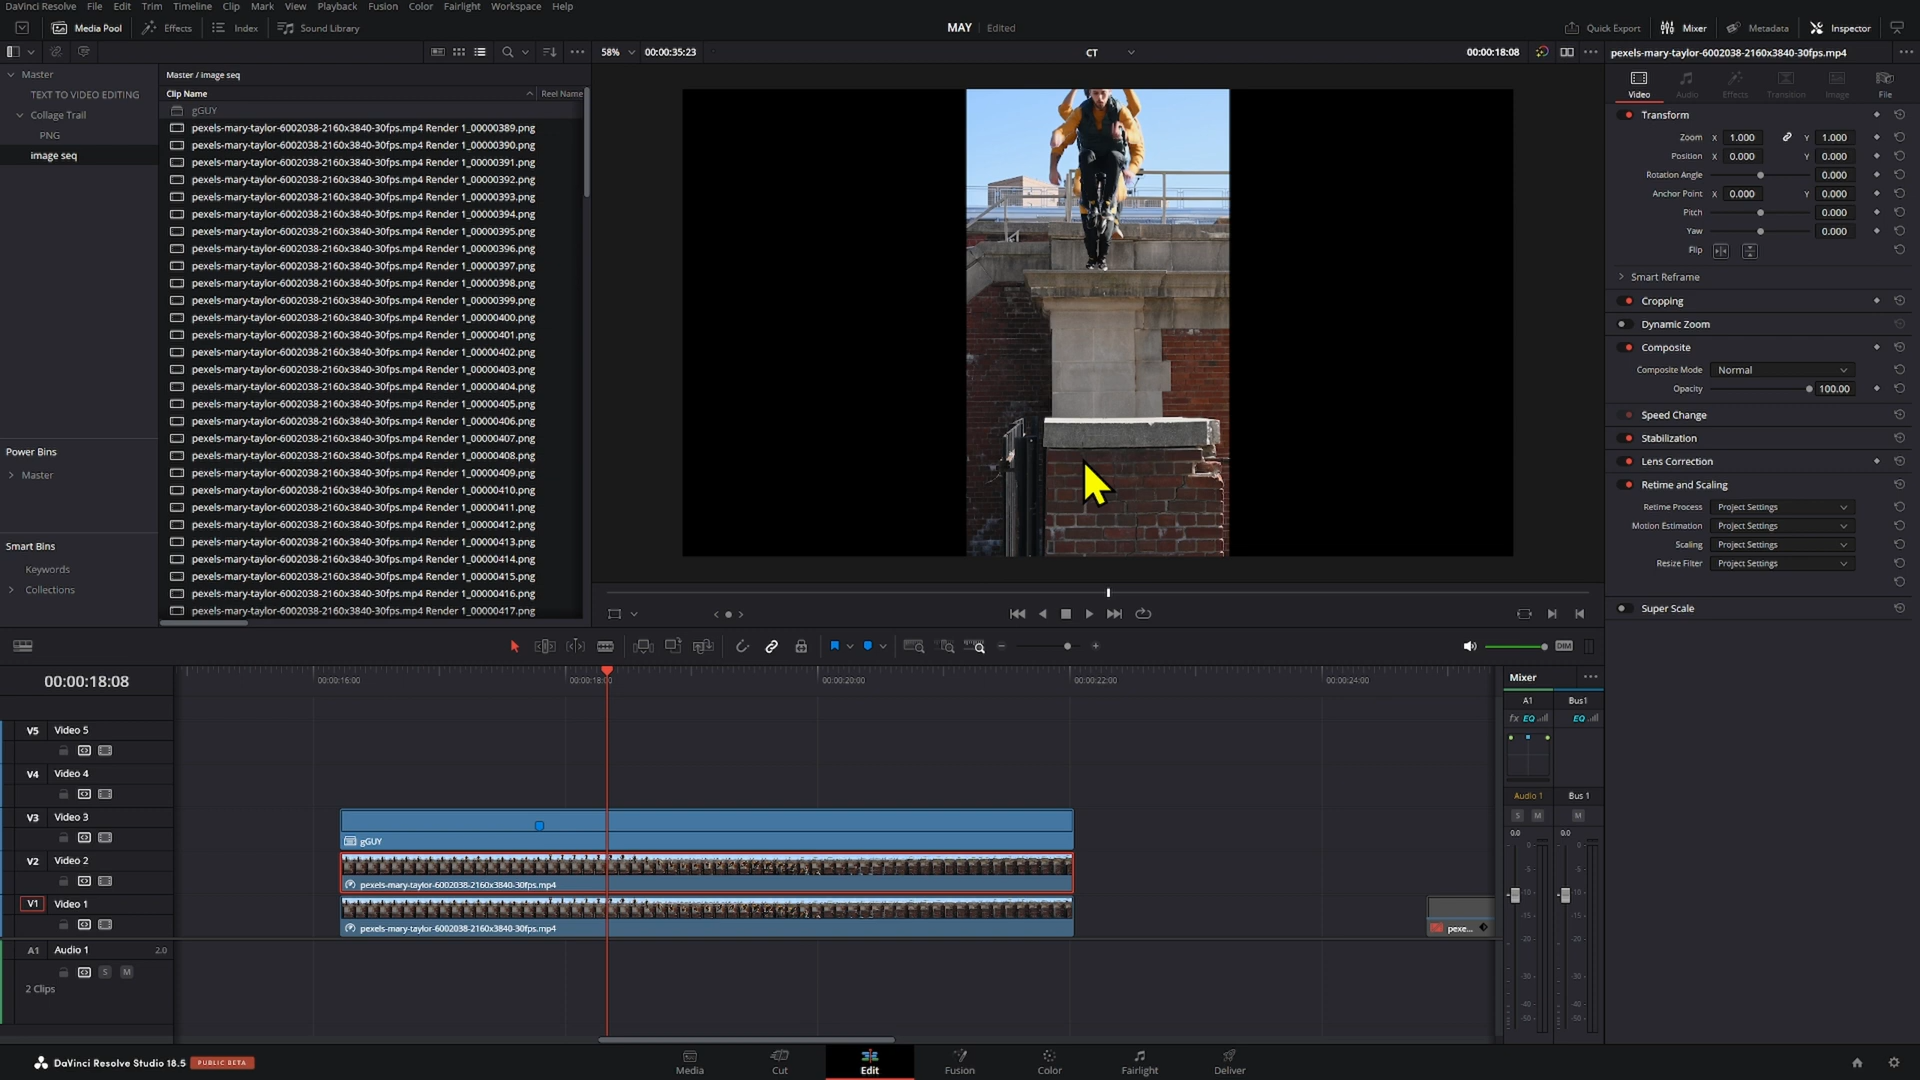 DaVinci Resolve File Edit Trim Timeline Clip Mark View Playback Fusion Color Fairlight Workspace Help
Media Pool Effects Index Sound Library MAY Edited Quick Export Mixer Metadata Inspector
58% 00:00:35:23 CT 00:00:18:08 pexels-mary-taylor-6002038-2160x3840-30fps.mp4
Master
TEXT TO VIDEO EDITING
Collage Trail
PNG
image seq
Power Bins
Master
Smart Bins
Keywords
Collections
Master / image seq
Clip Name Reel Name
gGUY
pexels-mary-taylor-6002038-2160x3840-30fps.mp4 Render 1_00000389.png
pexels-mary-taylor-6002038-2160x3840-30fps.mp4 Render 1_00000390.png
pexels-mary-taylor-6002038-2160x3840-30fps.mp4 Render 1_00000391.png
pexels-mary-taylor-6002038-2160x3840-30fps.mp4 Render 1_00000392.png
pexels-mary-taylor-6002038-2160x3840-30fps.mp4 Render 1_00000393.png
pexels-mary-taylor-6002038-2160x3840-30fps.mp4 Render 1_00000394.png
pexels-mary-taylor-6002038-2160x3840-30fps.mp4 Render 1_00000395.png
pexels-mary-taylor-6002038-2160x3840-30fps.mp4 Render 1_00000396.png
pexels-mary-taylor-6002038-2160x3840-30fps.mp4 Render 1_00000397.png
pexels-mary-taylor-6002038-2160x3840-30fps.mp4 Render 1_00000398.png
pexels-mary-taylor-6002038-2160x3840-30fps.mp4 Render 1_00000399.png
pexels-mary-taylor-6002038-2160x3840-30fps.mp4 Render 1_00000400.png
pexels-mary-taylor-6002038-2160x3840-30fps.mp4 Render 1_00000401.png
pexels-mary-taylor-6002038-2160x3840-30fps.mp4 Render 1_00000402.png
pexels-mary-taylor-6002038-2160x3840-30fps.mp4 Render 1_00000403.png
pexels-mary-taylor-6002038-2160x3840-30fps.mp4 Render 1_00000404.png
pexels-mary-taylor-6002038-2160x3840-30fps.mp4 Render 1_00000405.png
pexels-mary-taylor-6002038-2160x3840-30fps.mp4 Render 1_00000406.png
pexels-mary-taylor-6002038-2160x3840-30fps.mp4 Render 1_00000407.png
pexels-mary-taylor-6002038-2160x3840-30fps.mp4 Render 1_00000408.png
pexels-mary-taylor-6002038-2160x3840-30fps.mp4 Render 1_00000409.png
pexels-mary-taylor-6002038-2160x3840-30fps.mp4 Render 1_00000410.png
pexels-mary-taylor-6002038-2160x3840-30fps.mp4 Render 1_00000411.png
pexels-mary-taylor-6002038-2160x3840-30fps.mp4 Render 1_00000412.png
pexels-mary-taylor-6002038-2160x3840-30fps.mp4 Render 1_00000413.png
pexels-mary-taylor-6002038-2160x3840-30fps.mp4 Render 1_00000414.png
pexels-mary-taylor-6002038-2160x3840-30fps.mp4 Render 1_00000415.png
pexels-mary-taylor-6002038-2160x3840-30fps.mp4 Render 1_00000416.png
pexels-mary-taylor-6002038-2160x3840-30fps.mp4 Render 1_00000417.png
Video Audio Effects Transition Image File
Transform
Zoom X 1.000 Y 1.000
Position X 0.000 Y 0.000
Rotation Angle 0.000
Anchor Point X 0.000 Y 0.000
Pitch 0.000
Yaw 0.000
Flip
Smart Reframe
Cropping
Dynamic Zoom
Composite
Composite Mode Normal
Opacity 100.00
Speed Change
Stabilization
Lens Correction
Retime and Scaling
Retime Process Project Settings
Motion Estimation Project Settings
Scaling Project Settings
Resize Filter Project Settings
Super Scale
DIM
00:00:18:08 00:00:16:00 00:00:18:00 00:00:20:00 00:00:22:00 00:00:24:00
V5 Video 5
V4 Video 4
V3 Video 3
gGUY
V2 Video 2
pexels-mary-taylor-6002038-2160x3840-30fps.mp4
V1 Video 1
pexels-mary-taylor-6002038-2160x3840-30fps.mp4 pexe...
A1 Audio 1 2.0
S M
2 Clips
Mixer
A1 Bus1
fx EQ EQ
Audio 1 Bus 1
S M M
0.0 0.0
DaVinci Resolve Studio 18.5 PUBLIC BETA
Media Cut Edit Fusion Color Fairlight Deliver